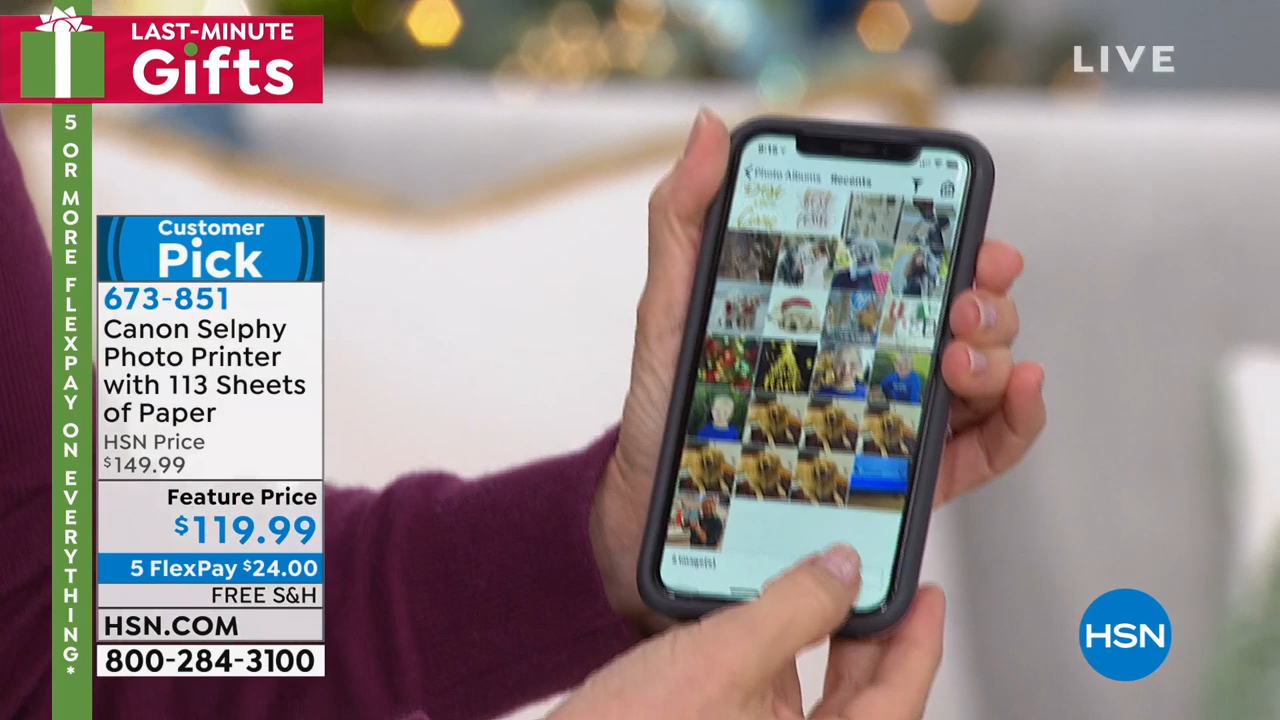 LAST-MINUTE
Gifts
LIVE
5 OR MORE FLEXPAY ON EVERYTHING*
Customer
Pick
673-851
Canon Selphy
Photo Printer
with 113 Sheets
of Paper
HSN Price
$149.99
Feature Price
$119.99
5 FlexPay $24.00
FREE S&H
HSN.COM
800-284-3100
Photo Albums
Recents
HSN